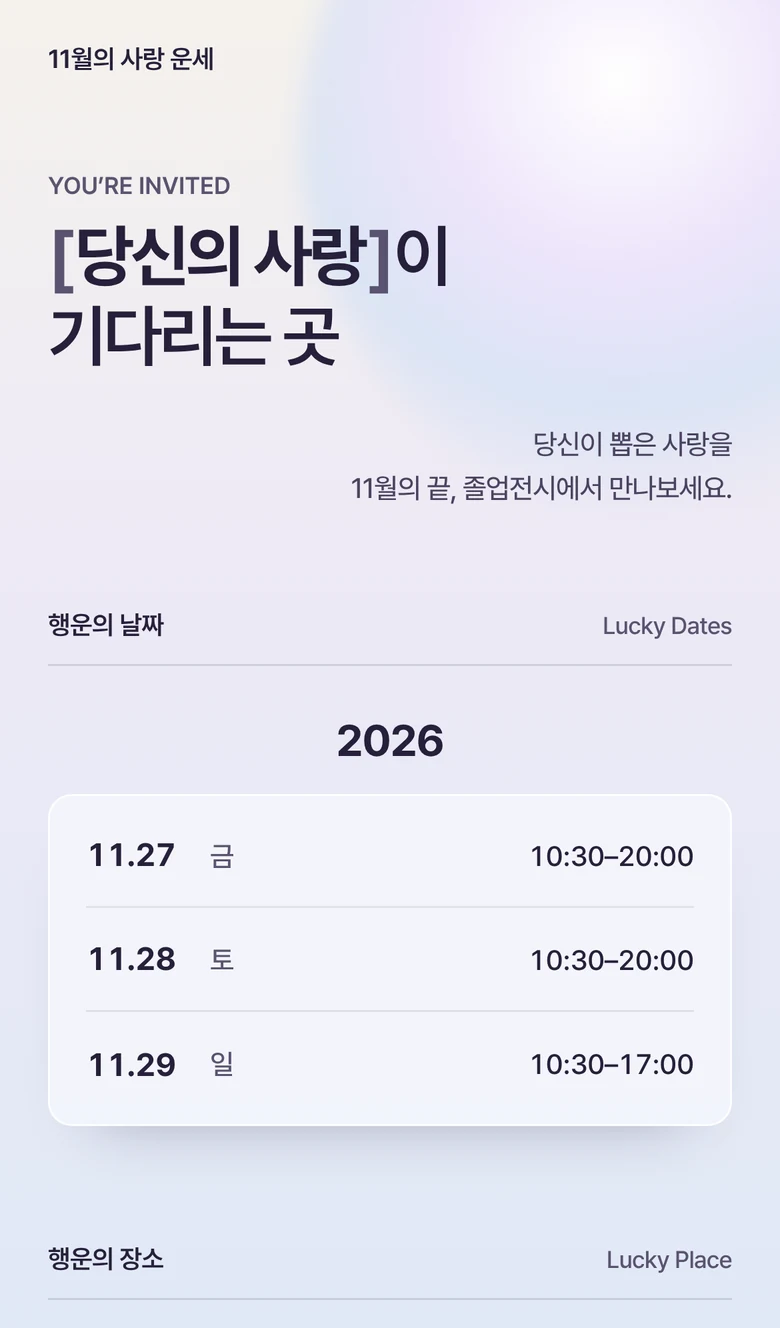 11월의 사랑 운세
YOU’RE INVITED
[당신의 사랑]이
기다리는 곳
당신이 뽑은 사랑을
11월의 끝, 졸업전시에서 만나보세요.
행운의 날짜 Lucky Dates
2026
11.27 금 10:30–20:00
11.28 토 10:30–20:00
11.29 일 10:30–17:00
행운의 장소 Lucky Place